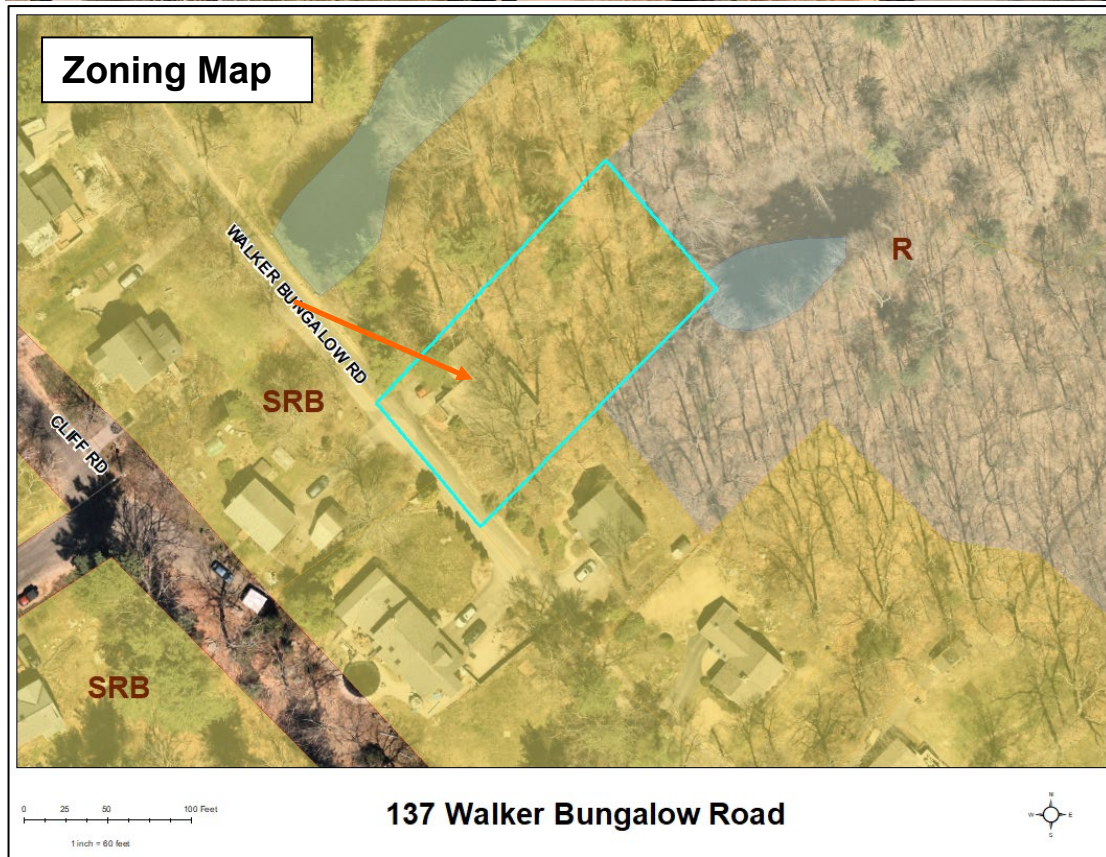 Zoning Map
WALKER BUNGALOW RD
R
SRB
CLIFF RD
SRB
0 25 50 100 Feet
1 inch = 60 feet
137 Walker Bungalow Road
N
W E
S